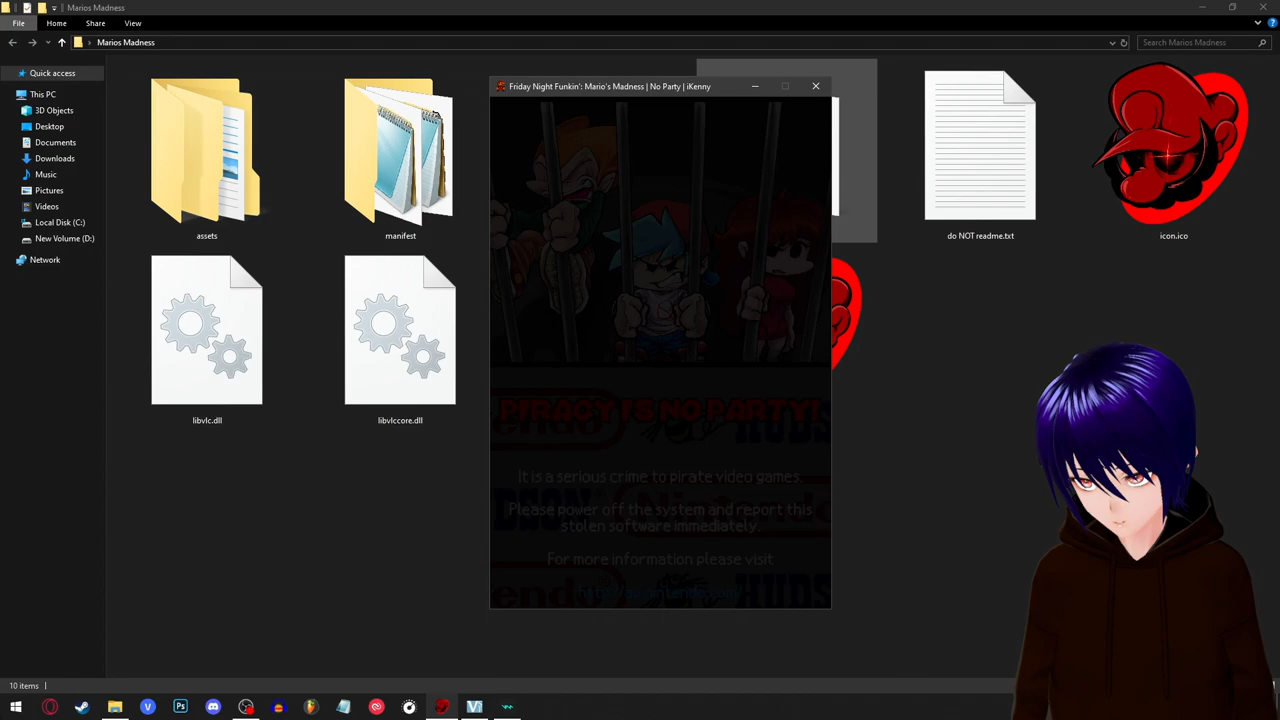 Marios Madness
File
Home
Share
View
Marios Madness
Search Marios Madness
Quick access
This PC
3D Objects
Desktop
Documents
Downloads
Music
Pictures
Videos
Local Disk (C:)
New Volume (D:)
Network
assets
manifest
do NOT readme.txt
icon.ico
libvlc.dll
libvlccore.dll
Friday Night Funkin': Mario's Madness | No Party | iKenny
PIRACY IS NO PARTY!
It is a serious crime to pirate video games.
Please power off the system and report this
stolen software immediately.
For more information please visit
10 items
Ps